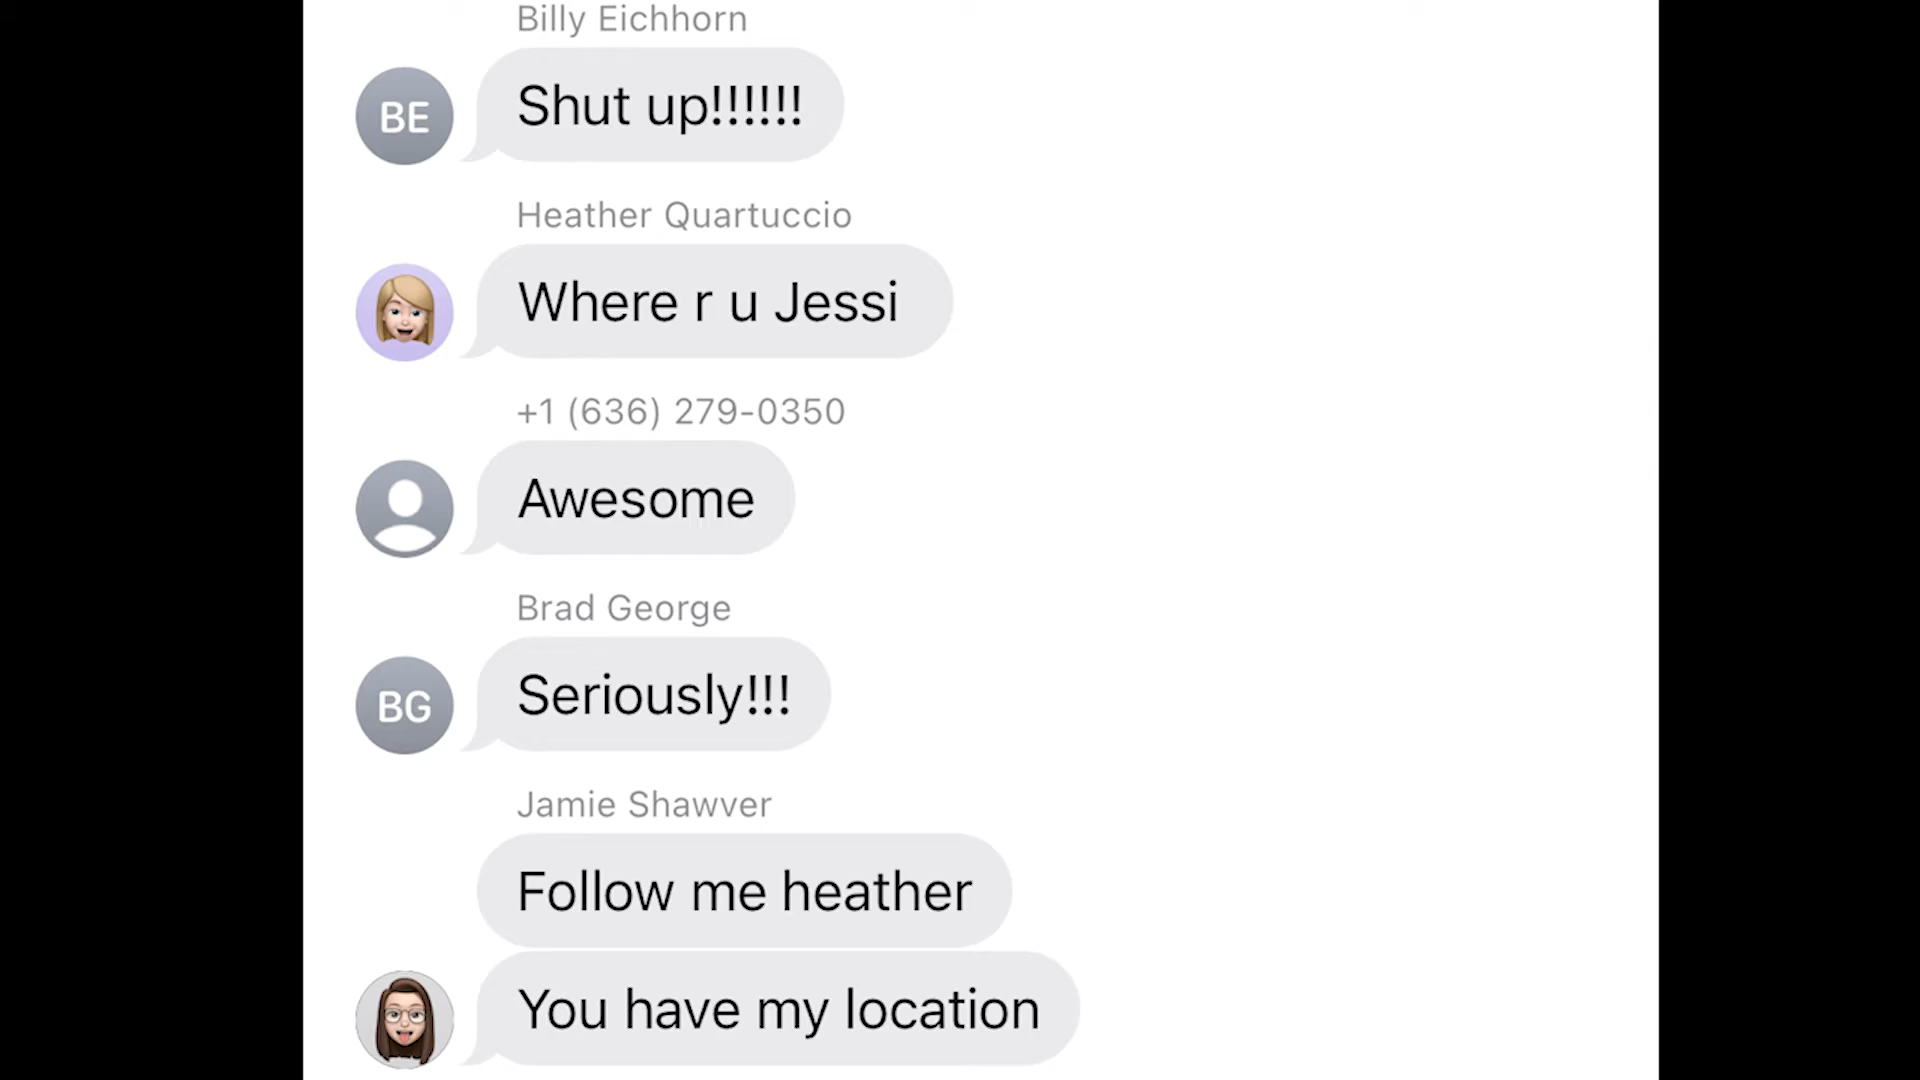 Billy Eichhorn
BE
Shut up!!!!!!
Heather Quartuccio
Where r u Jessi
+1 (636) 279-0350
Awesome
Brad George
BG
Seriously!!!
Jamie Shawver
Follow me heather
You have my location